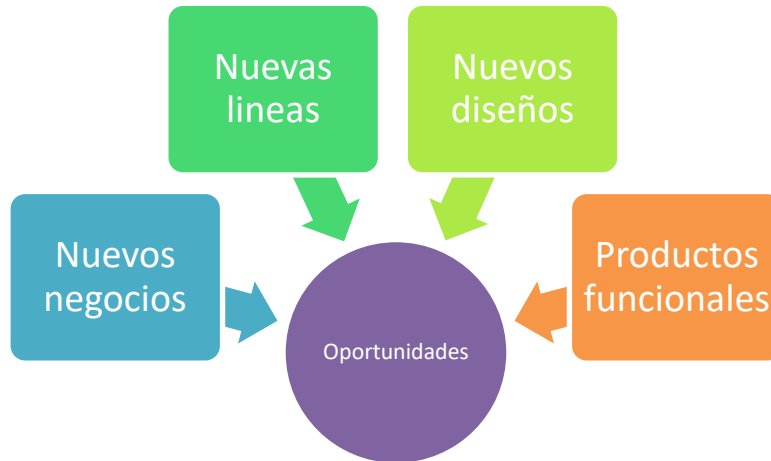 Nuevas
lineas
Nuevos
diseños
Nuevos
negocios
Productos
funcionales
Oportunidades